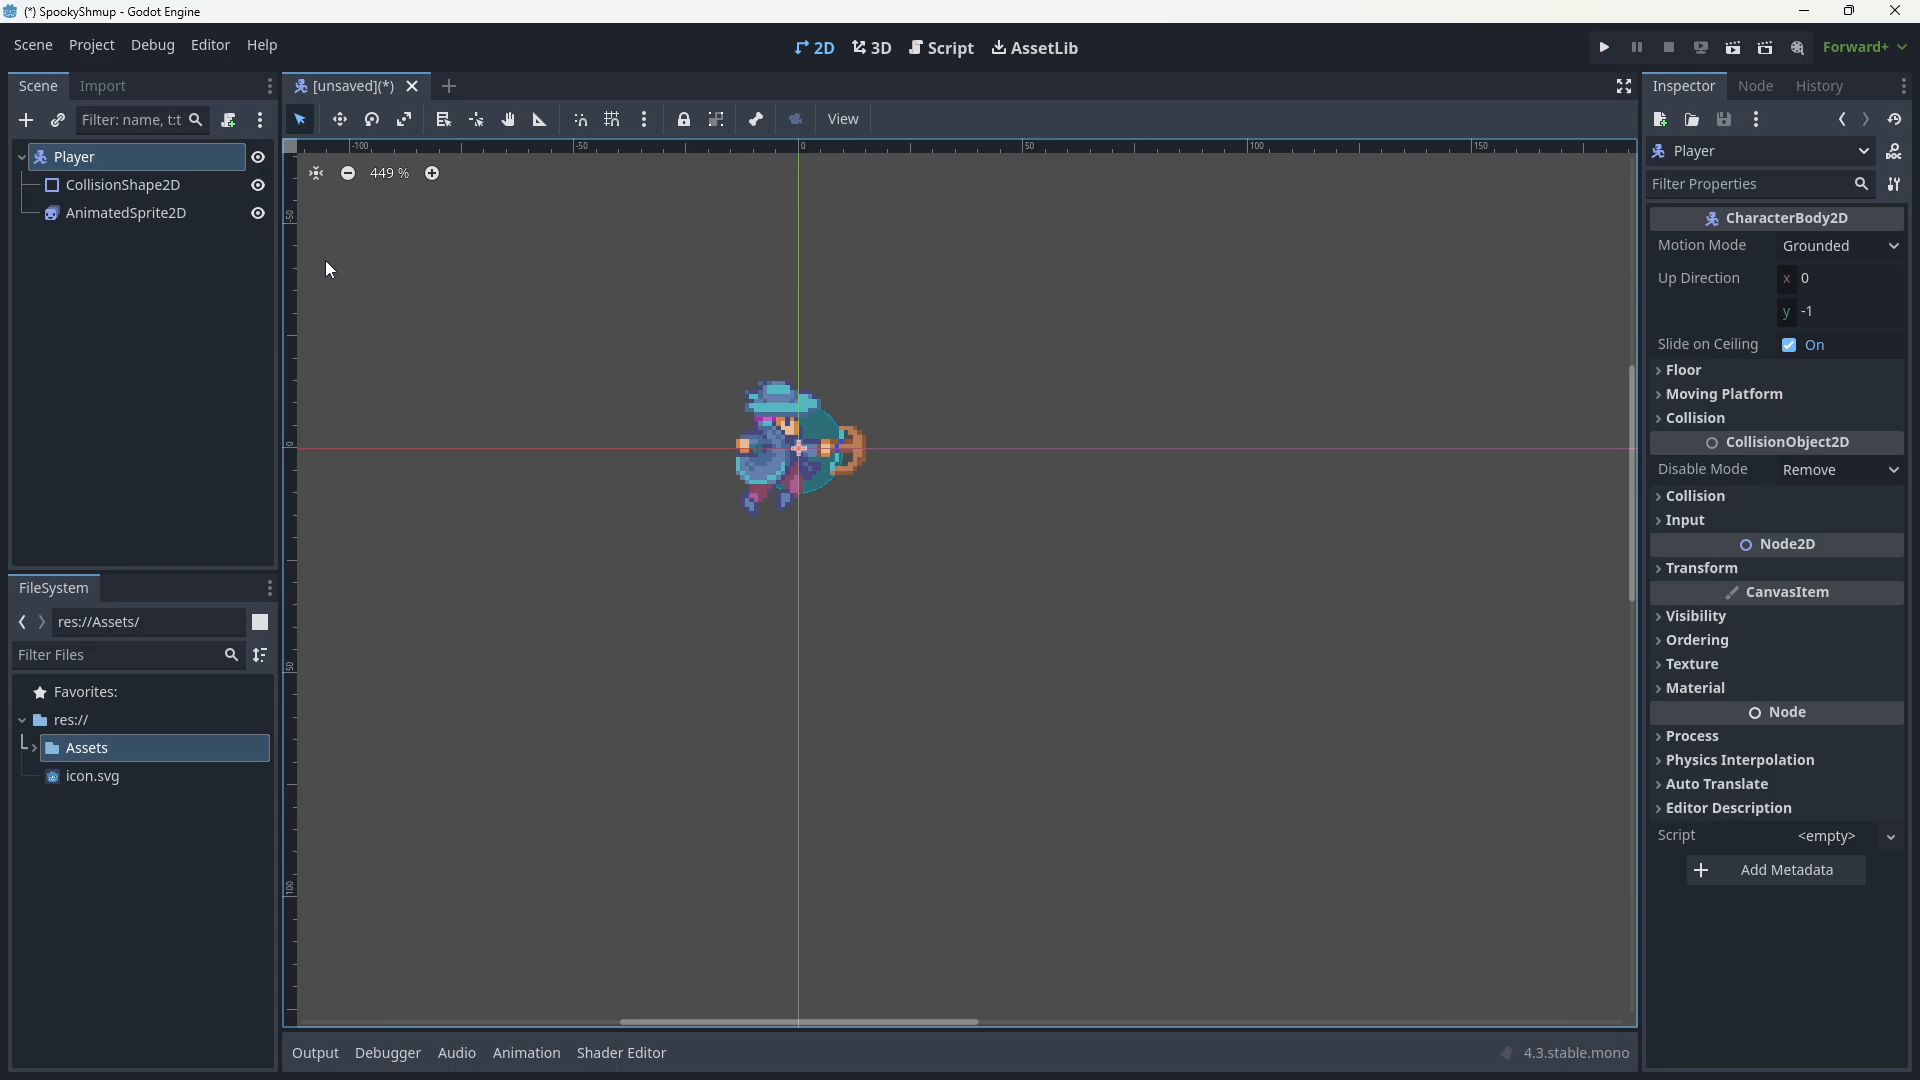 (*) SpookyShmup - Godot Engine
Scene Project Debug Editor Help
2D 3D Script AssetLib
Forward+
Scene Import
[unsaved](*)
Inspector Node History
Filter: name, t:t
View
Player
CollisionShape2D
AnimatedSprite2D
-100 -50 0 50 100 150
449 %
-50
0
50
100
Player
Filter Properties
CharacterBody2D
Motion Mode Grounded
Up Direction x 0
y -1
Slide on Ceiling On
Floor
Moving Platform
Collision
CollisionObject2D
Disable Mode Remove
Collision
Input
Node2D
Transform
CanvasItem
Visibility
Ordering
Texture
Material
Node
Process
Physics Interpolation
Auto Translate
Editor Description
Script <empty>
Add Metadata
FileSystem
res://Assets/
Filter Files
Favorites:
res://
Assets
icon.svg
Output Debugger Audio Animation Shader Editor
4.3.stable.mono